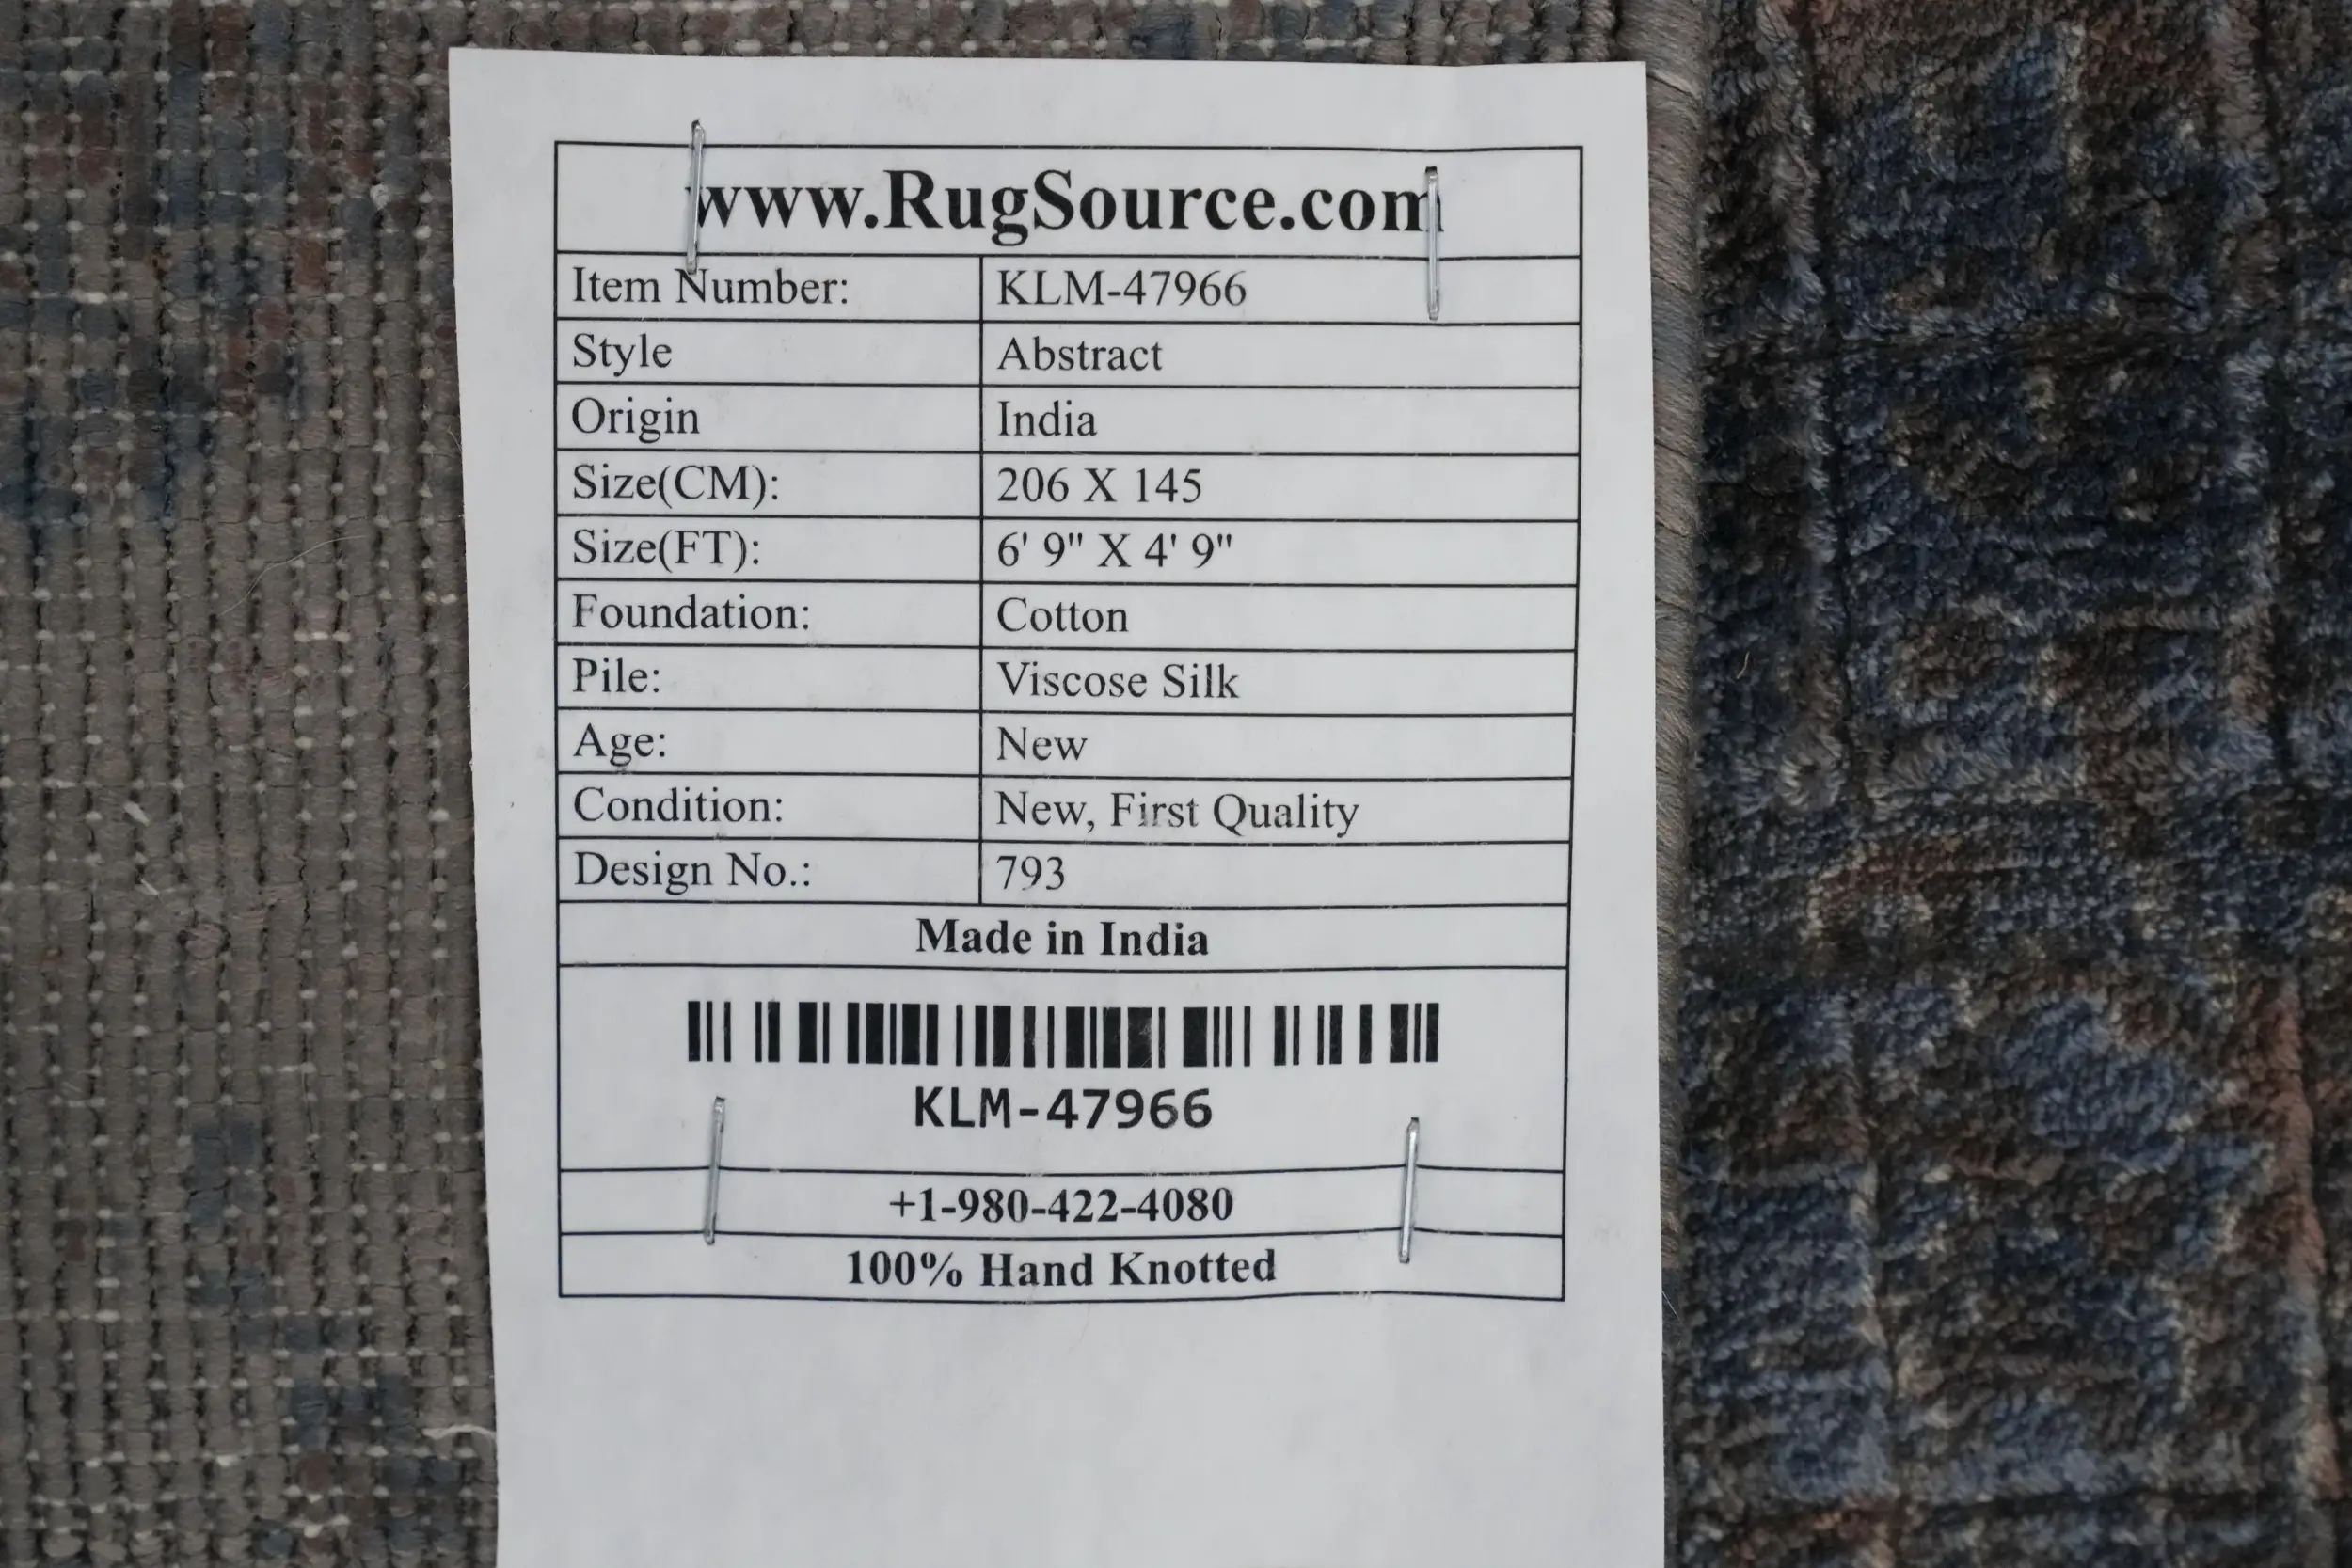 www.RugSource.com
Item Number: KLM-47966
Style Abstract
Origin India
Size(CM): 206 X 145
Size(FT): 6' 9" X 4' 9"
Foundation: Cotton
Pile: Viscose Silk
Age: New
Condition: New, First Quality
Design No.: 793
Made in India
KLM-47966
+1-980-422-4080
100% Hand Knotted